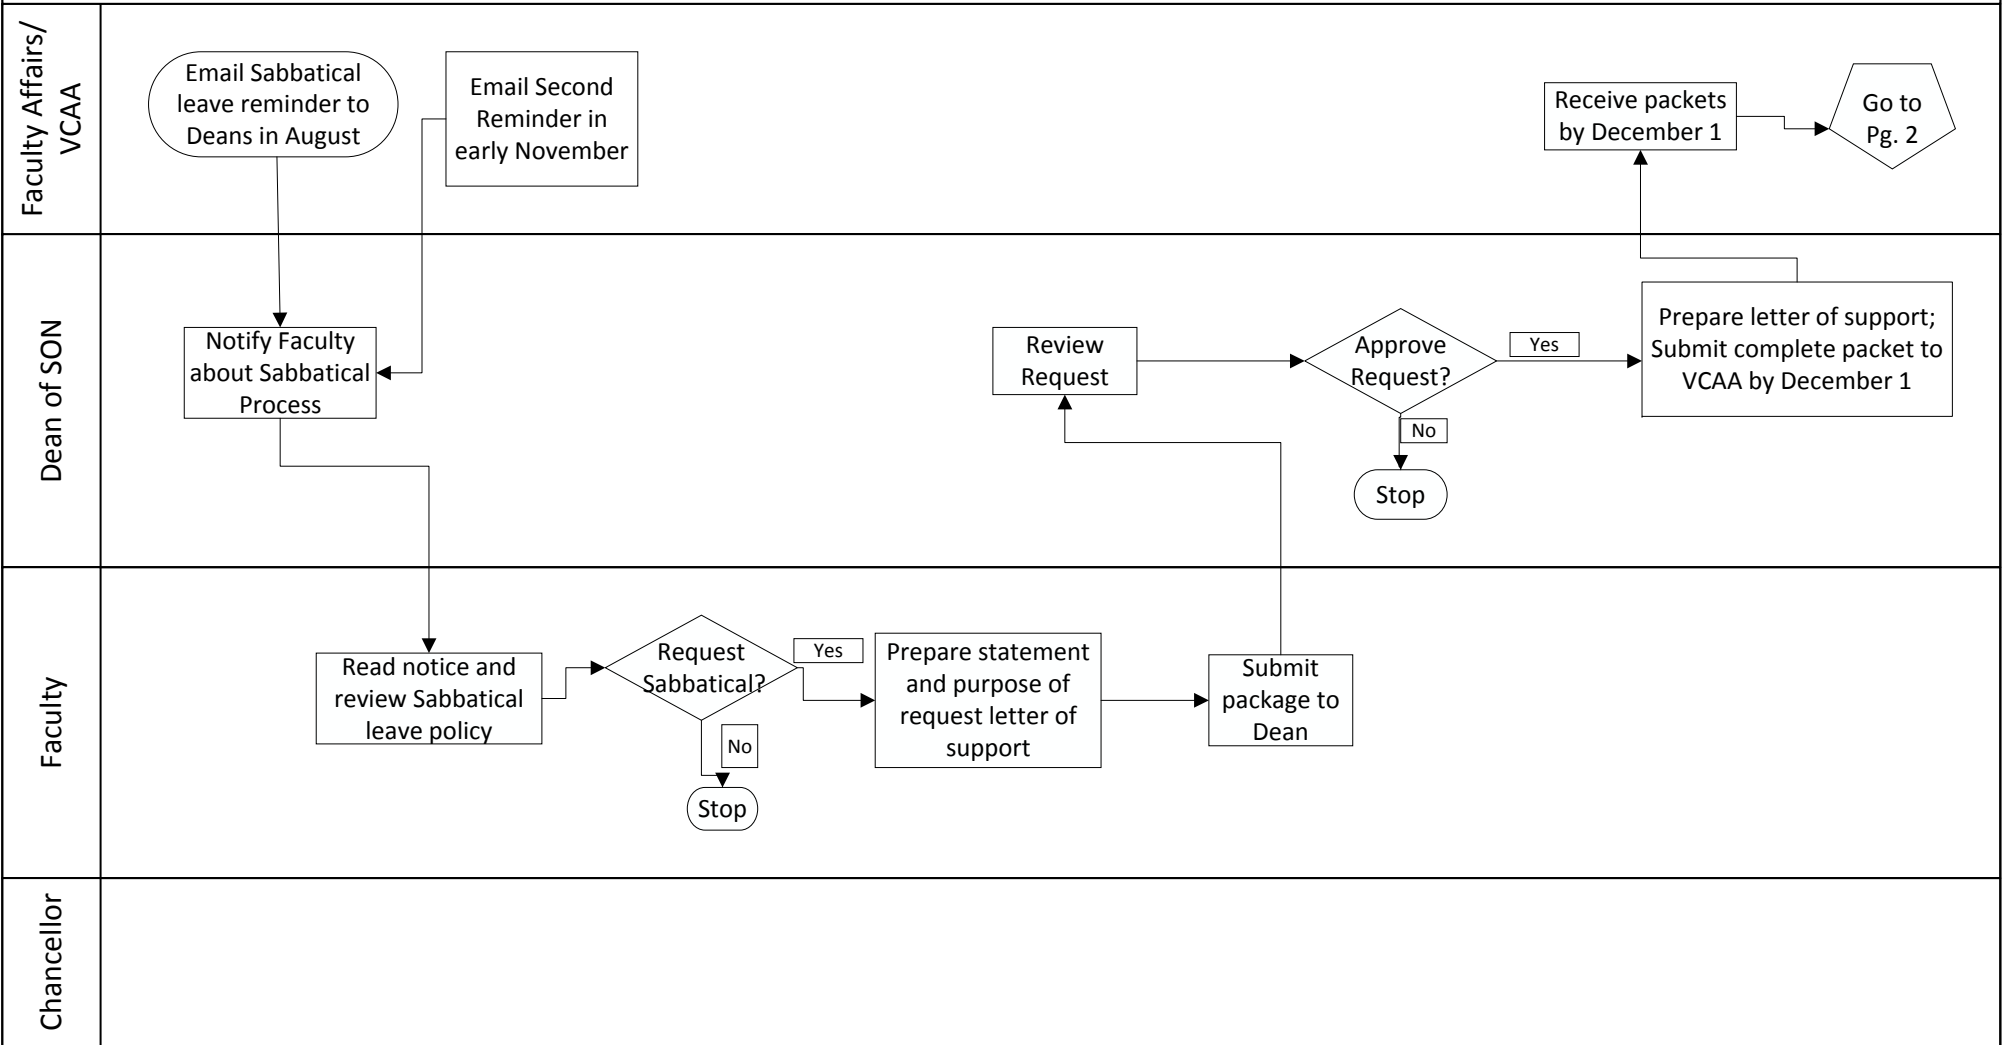 Faculty Affairs/
VCAA
Email Sabbatical
leave reminder to
Deans in August
Email Second
Reminder in
early November
Receive packets
by December 1
Go to
Pg. 2
Dean of SON
Notify Faculty
about Sabbatical
Process
Review
Request
Approve
Request?
Yes
No
Stop
Prepare letter of support;
Submit complete packet to
VCAA by December 1
Faculty
Read notice and
review Sabbatical
leave policy
Request
Sabbatical?
Yes
No
Stop
Prepare statement
and purpose of
request letter of
support
Submit
package to
Dean
Chancellor